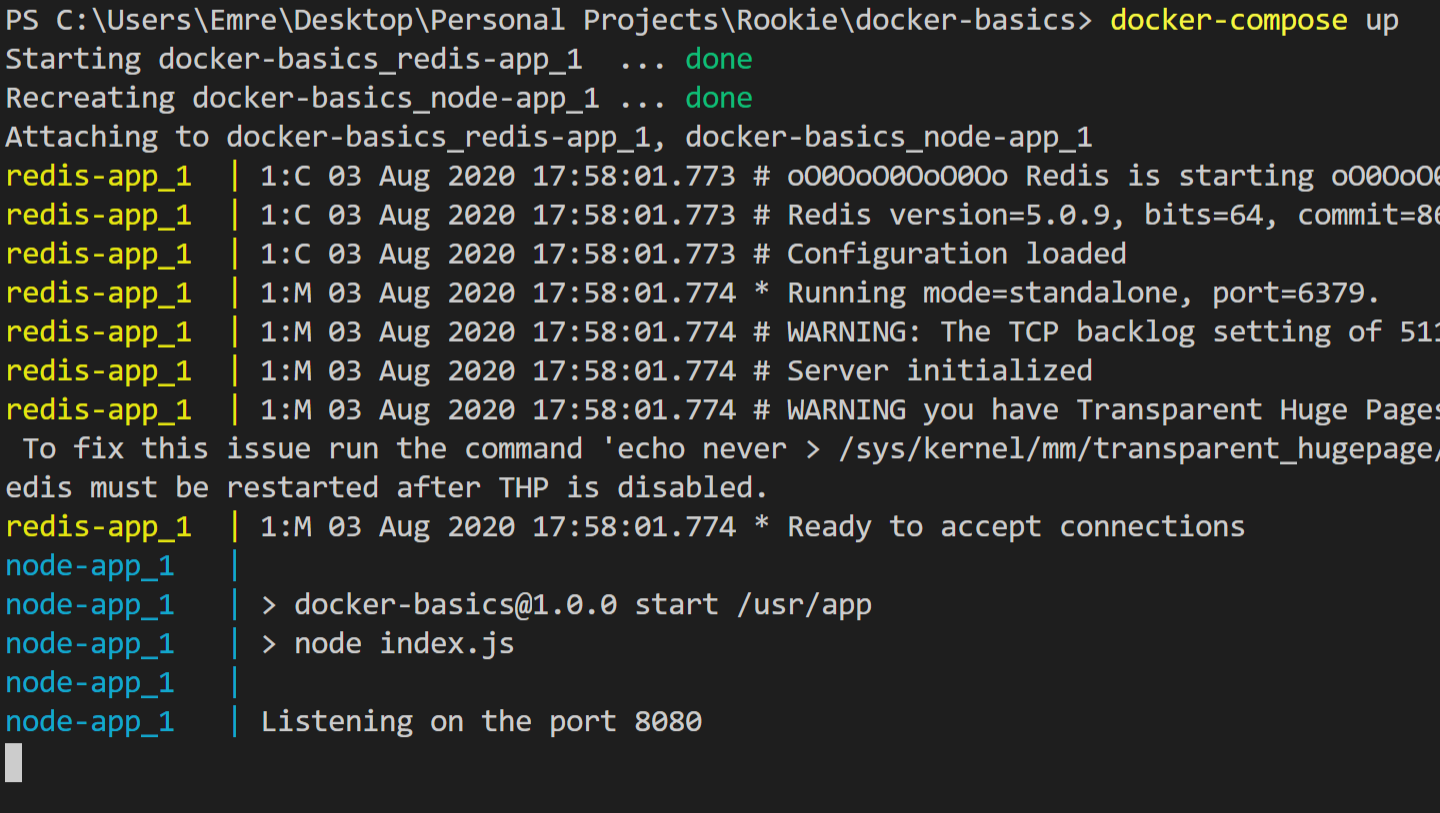 PS C:\Users\Emre\Desktop\Personal Projects\Rookie\docker-basics> docker-compose up
Starting docker-basics_redis-app_1  ... done
Recreating docker-basics_node-app_1 ... done
Attaching to docker-basics_redis-app_1, docker-basics_node-app_1
redis-app_1  | 1:C 03 Aug 2020 17:58:01.773 # oO0OoO0OoO0Oo Redis is starting oO0OoO0
redis-app_1  | 1:C 03 Aug 2020 17:58:01.773 # Redis version=5.0.9, bits=64, commit=
redis-app_1  | 1:C 03 Aug 2020 17:58:01.773 # Configuration loaded
redis-app_1  | 1:M 03 Aug 2020 17:58:01.774 * Running mode=standalone, port=6379.
redis-app_1  | 1:M 03 Aug 2020 17:58:01.774 # WARNING: The TCP backlog setting of 511
redis-app_1  | 1:M 03 Aug 2020 17:58:01.774 # Server initialized
redis-app_1  | 1:M 03 Aug 2020 17:58:01.774 # WARNING you have Transparent Huge Pages
 To fix this issue run the command 'echo never > /sys/kernel/mm/transparent_hugepage/
edis must be restarted after THP is disabled.
redis-app_1  | 1:M 03 Aug 2020 17:58:01.774 * Ready to accept connections
node-app_1   |
node-app_1   | > docker-basics@1.0.0 start /usr/app
node-app_1   | > node index.js
node-app_1   |
node-app_1   | Listening on the port 8080